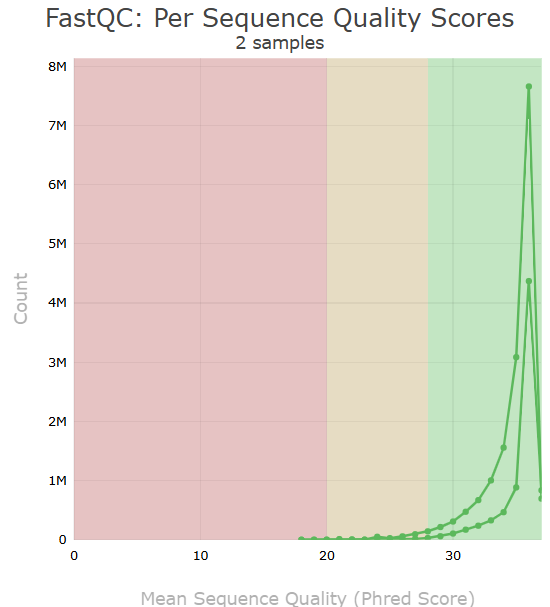 FastQC: Per Sequence Quality Scores
2 samples
8M
7M
6M
5M
4M
3M
2M
1M
0
Count
0 10 20 30
Mean Sequence Quality (Phred Score)